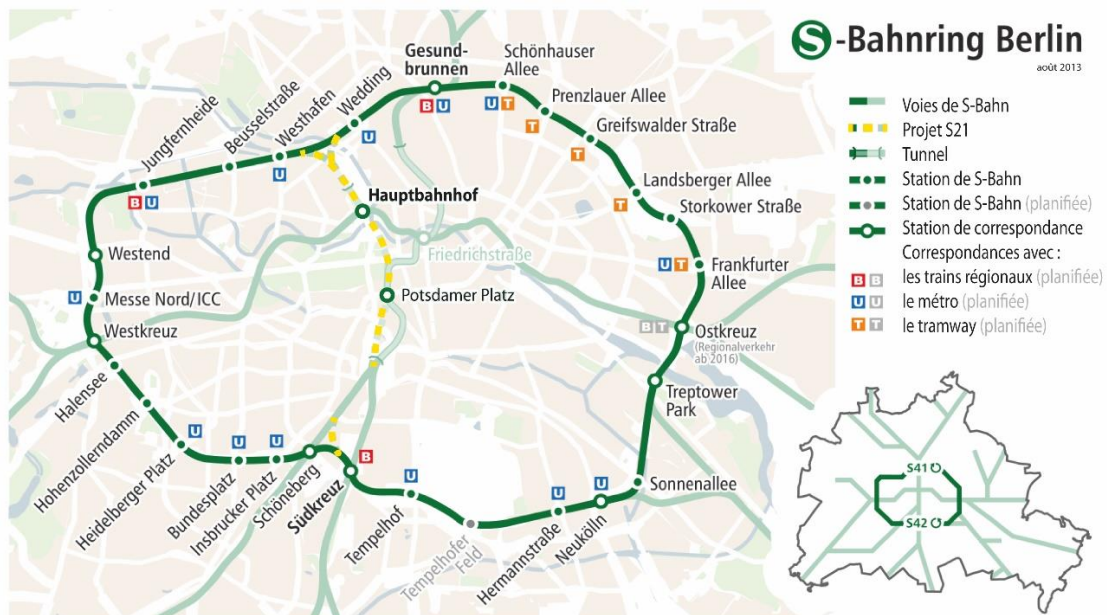 S-Bahnring Berlin
août 2013
Voies de S-Bahn
Projet S21
Tunnel
Station de S-Bahn
Station de S-Bahn (planifiée)
Station de correspondance
Correspondances avec :
B B les trains régionaux (planifiée)
U U le métro (planifiée)
T T le tramway (planifiée)
Gesund-
brunnen
B U
Schönhauser
Allee
U T
Wedding
U
Prenzlauer Allee
T
Greifswalder Straße
T
Westhafen
U
Beusselstraße
Jungfernheide
B U
Landsberger Allee
T
Hauptbahnhof
Storkower Straße
Westend
Friedrichstraße
U T
Frankfurter
Allee
U
Messe Nord/ICC
Potsdamer Platz
Westkreuz
B T
Ostkreuz
(Regionalverkehr
ab 2016)
Halensee
Treptower
Park
Hohenzollerndamm
Heidelberger Platz
U
Bundesplatz
U
Insbrucker Platz
U
Schöneberg
Südkreuz
B
Tempelhof
U
Tempelhofer
Feld
Hermannstraße
U
Neukölln
U
Sonnenallee
S41
S42